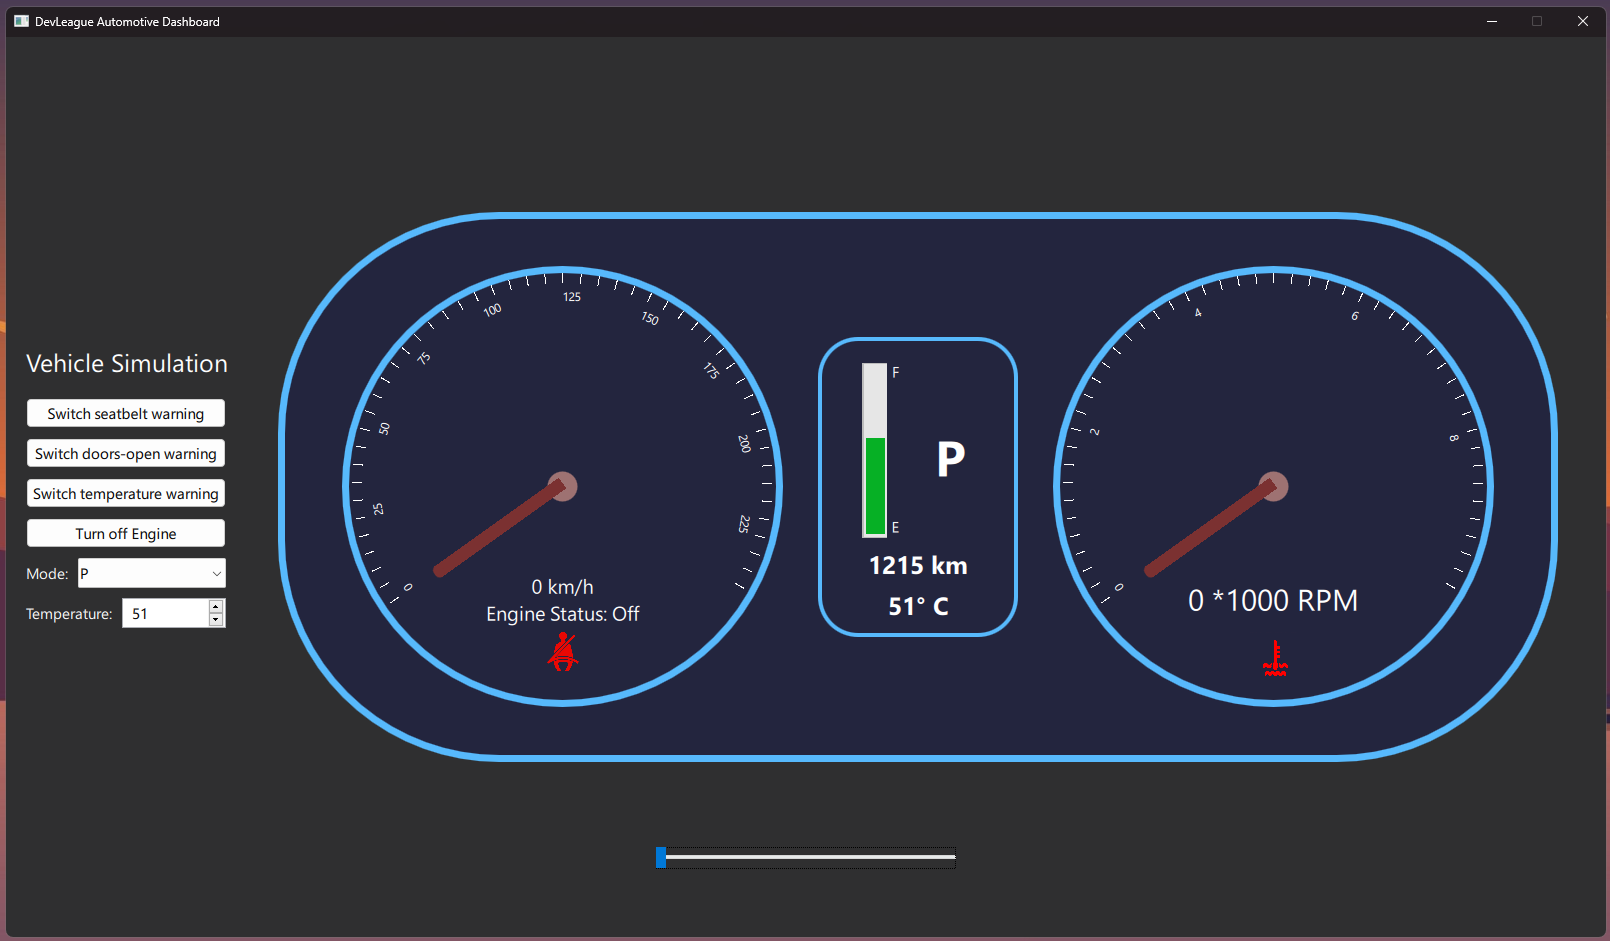 DevLeague Automotive Dashboard
Vehicle Simulation
Switch seatbelt warning
Switch doors-open warning
Switch temperature warning
Turn off Engine
Mode: P
Temperature: 51
0
25
50
75
100
125
150
175
200
225
0 km/h
Engine Status: Off
F
P
E
1215 km
51° C
0
2
4
6
8
0 *1000 RPM